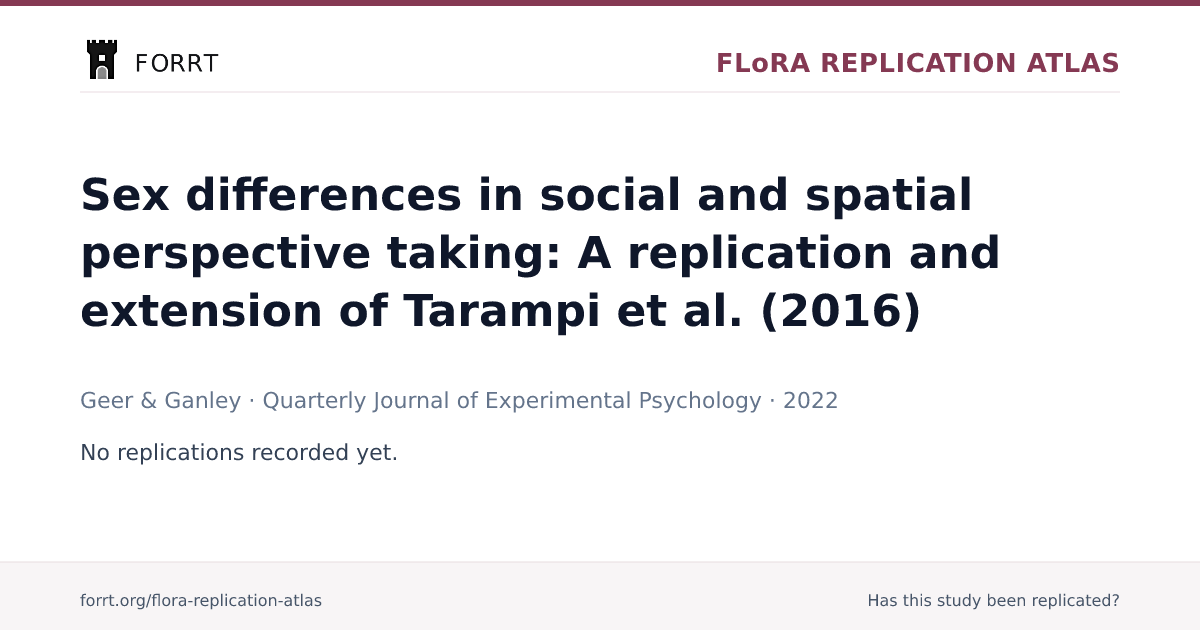 FORRT
FLoRA REPLICATION ATLAS
Sex differences in social and spatial
perspective taking: A replication and
extension of Tarampi et al. (2016)
Geer & Ganley · Quarterly Journal of Experimental Psychology · 2022
No replications recorded yet.
forrt.org/flora-replication-atlas
Has this study been replicated?